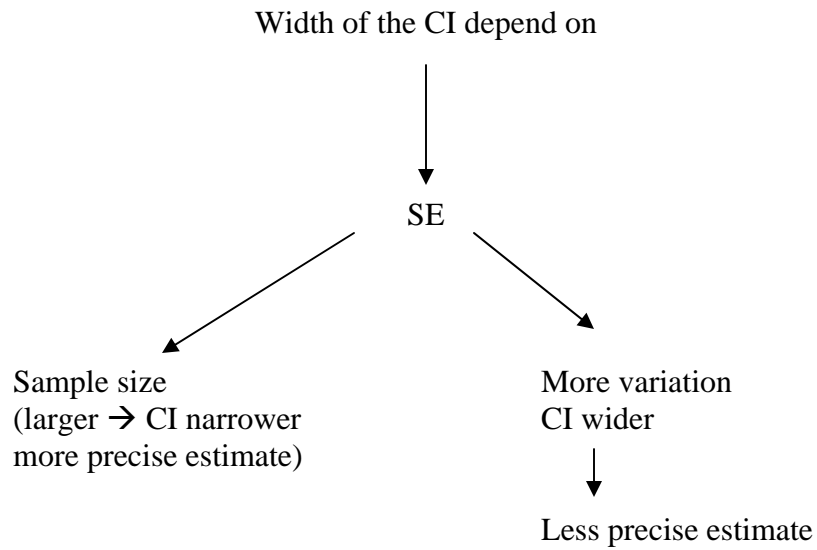 Width of the CI depend on
SE
Sample size
(larger → CI narrower
more precise estimate)
More variation
CI wider
Less precise estimate